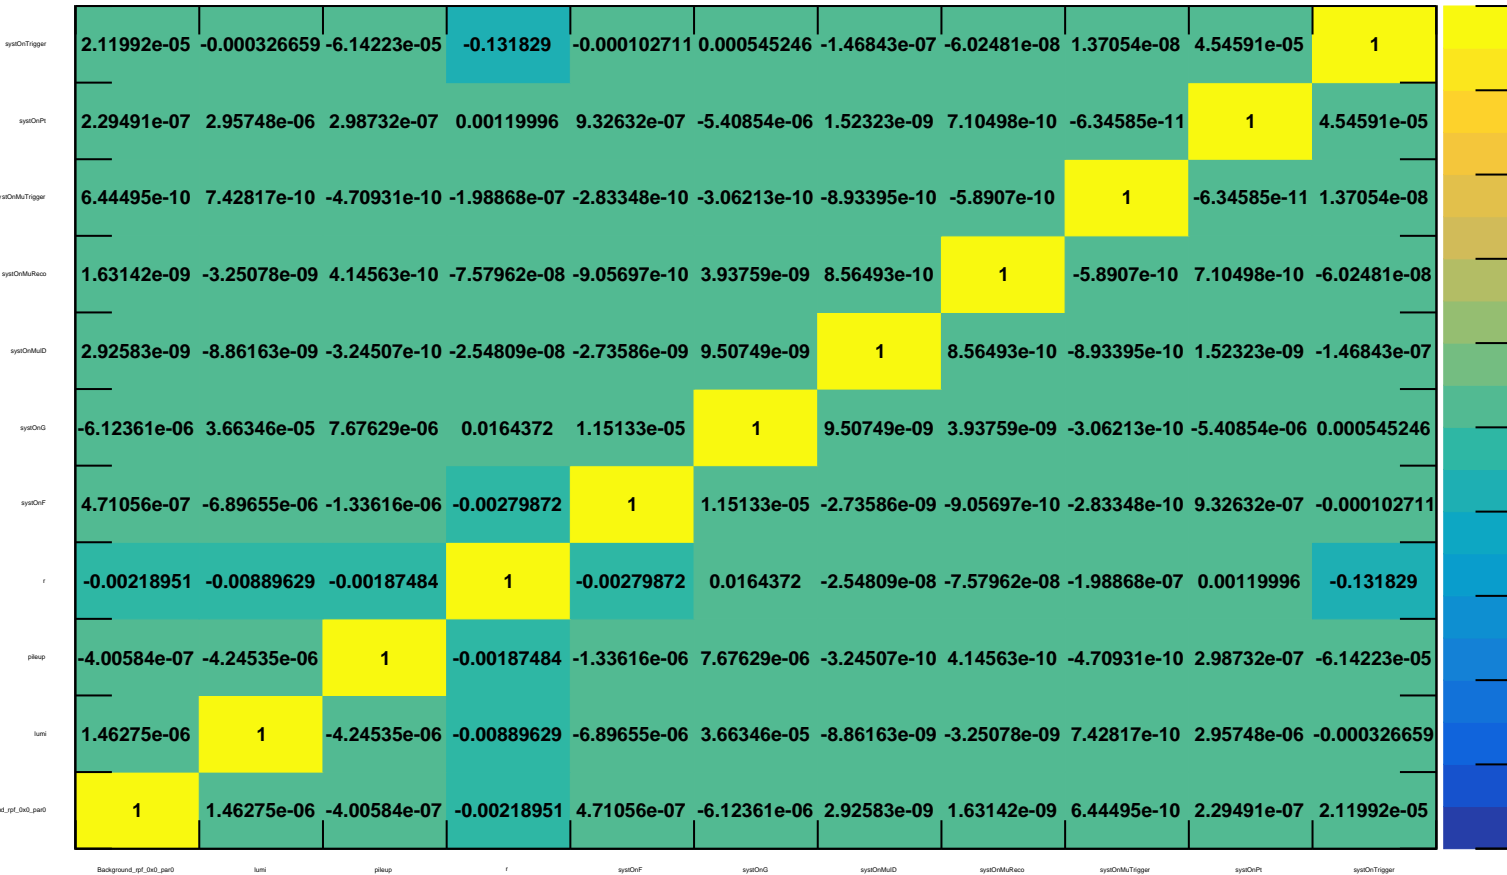 systOnTrigger 2.11992e-05 -0.000326659 -6.14223e-05 -0.131829 -0.000102711 0.000545246 -1.46843e-07 -6.02481e-08 1.37054e-08 4.54591e-05 1
systOnPt 2.29491e-07 2.95748e-06 2.98732e-07 0.00119996 9.32632e-07 -5.40854e-06 1.52323e-09 7.10498e-10 -6.34585e-11 1 4.54591e-05
stOnMuTrigger 6.44495e-10 7.42817e-10 -4.70931e-10 -1.98868e-07 -2.83348e-10 -3.06213e-10 -8.93395e-10 -5.8907e-10 1 -6.34585e-11 1.37054e-08
systOnMuReco 1.63142e-09 -3.25078e-09 4.14563e-10 -7.57962e-08 -9.05697e-10 3.93759e-09 8.56493e-10 1 -5.8907e-10 7.10498e-10 -6.02481e-08
systOnMuID 2.92583e-09 -8.86163e-09 -3.24507e-10 -2.54809e-08 -2.73586e-09 9.50749e-09 1 8.56493e-10 -8.93395e-10 1.52323e-09 -1.46843e-07
systOnG -6.12361e-06 3.66346e-05 7.67629e-06 0.0164372 1.15133e-05 1 9.50749e-09 3.93759e-09 -3.06213e-10 -5.40854e-06 0.000545246
systOnF 4.71056e-07 -6.89655e-06 -1.33616e-06 -0.00279872 1 1.15133e-05 -2.73586e-09 -9.05697e-10 -2.83348e-10 9.32632e-07 -0.000102711
r -0.00218951 -0.00889629 -0.00187484 1 -0.00279872 0.0164372 -2.54809e-08 -7.57962e-08 -1.98868e-07 0.00119996 -0.131829
pileup -4.00584e-07 -4.24535e-06 1 -0.00187484 -1.33616e-06 7.67629e-06 -3.24507e-10 4.14563e-10 -4.70931e-10 2.98732e-07 -6.14223e-05
lumi 1.46275e-06 1 -4.24535e-06 -0.00889629 -6.89655e-06 3.66346e-05 -8.86163e-09 -3.25078e-09 7.42817e-10 2.95748e-06 -0.000326659
d_rpf_0x0_par0 1 1.46275e-06 -4.00584e-07 -0.00218951 4.71056e-07 -6.12361e-06 2.92583e-09 1.63142e-09 6.44495e-10 2.29491e-07 2.11992e-05
Background_rpf_0x0_par0 lumi pileup r systOnF systOnG systOnMuID systOnMuReco systOnMuTrigger systOnPt systOnTrigger